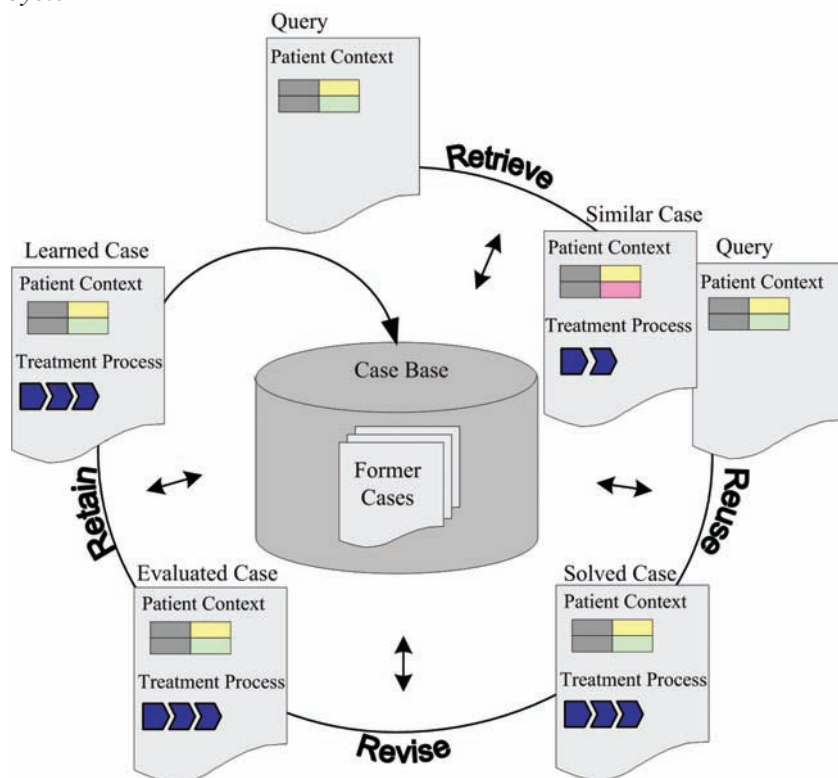 Query
Patient Context
Retrieve
Similar Case
Patient Context
Treatment Process
Query
Patient Context
Learned Case
Patient Context
Treatment Process
Case Base
Former
Cases
Reuse
Retain
Solved Case
Patient Context
Treatment Process
Evaluated Case
Patient Context
Treatment Process
Revise